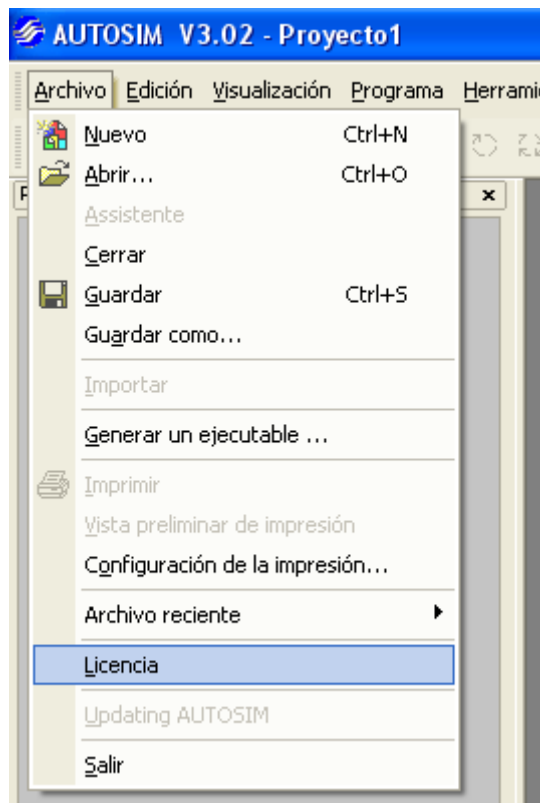 AUTOSIM V3.02 - Proyecto1
Archivo Edición Visualización Programa
Nuevo Ctrl+N
Abrir... Ctrl+O
Assistente
Cerrar
Guardar Ctrl+S
Guardar como...
Importar
Generar un ejecutable ...
Imprimir
Vista preliminar de impresión
Configuración de la impresión...
Archivo reciente
Licencia
Updating AUTOSIM
Salir